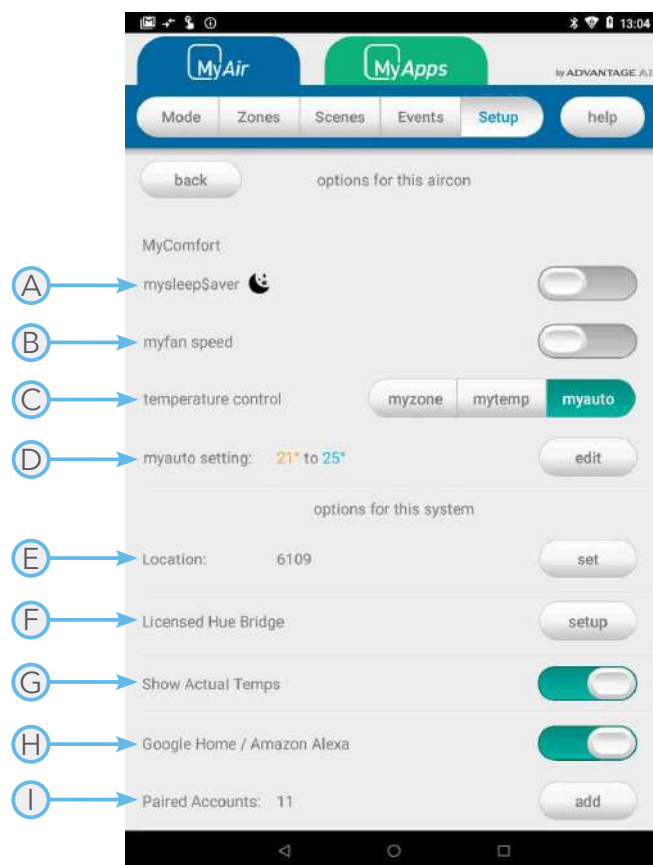 13:04
MyAir
MyApps
by ADVANTAGE AI
Mode Zones Scenes Events Setup help
back options for this aircon
MyComfort
A mysleep$aver
B myfan speed
C temperature control myzone mytemp myauto
D myauto setting: 21° to 25° edit
options for this system
E Location: 6109 set
F Licensed Hue Bridge setup
G Show Actual Temps
H Google Home / Amazon Alexa
I Paired Accounts: 11 add